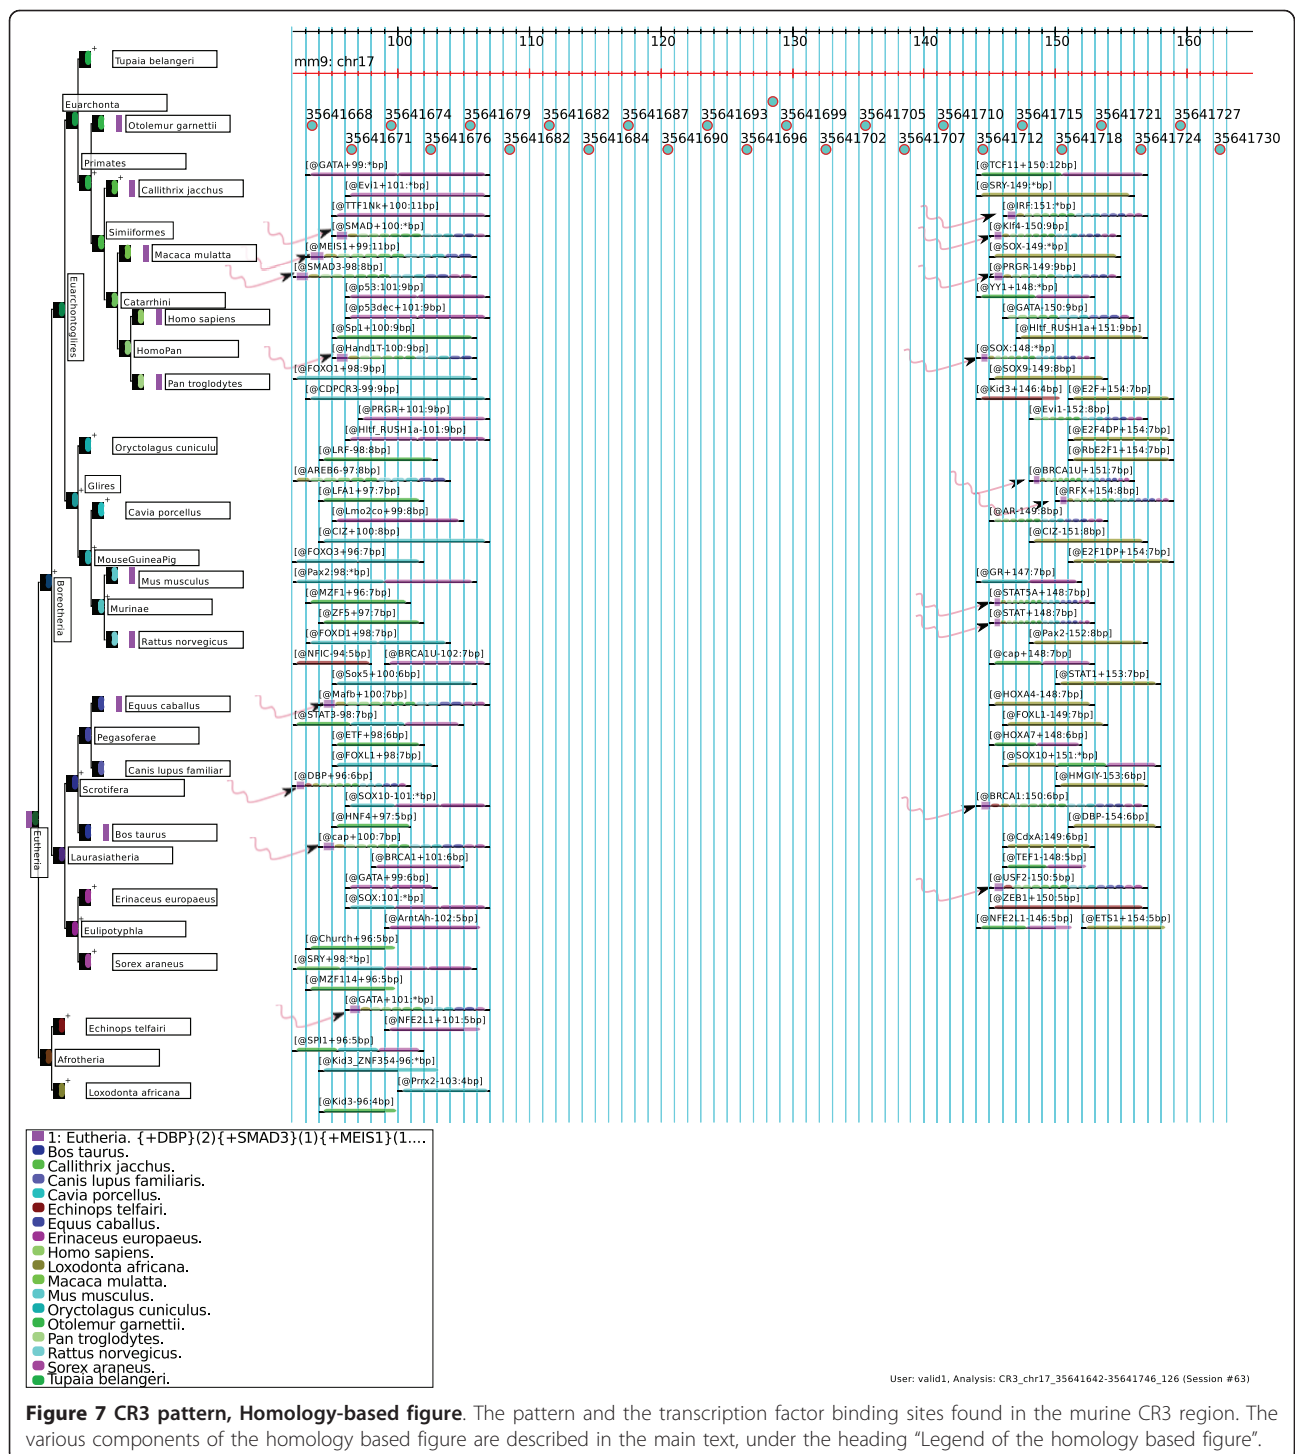 100 110 120 130 140 150 160
mm9: chr17
35641668 35641674 35641679 35641682 35641687 35641693 35641699 35641705 35641710 35641715 35641721 35641727
35641671 35641676 35641682 35641684 35641690 35641696 35641702 35641707 35641712 35641718 35641724 35641730
Tupaia belangeri
Euarchonta
Otolemur garnettii
Primates
Callithrix jacchus
Simiiformes
Macaca mulatta
Euarchontoglires
Catarrhini
Homo sapiens
HomoPan
Pan troglodytes
Oryctolagus cuniculu
Glires
Cavia porcellus
MouseGuineaPig
Mus musculus
Boreotheria
Murinae
Rattus norvegicus
Equus caballus
Pegasoferae
Canis lupus familiar
Scrotifera
Bos taurus
Eutheria
Laurasiatheria
Erinaceus europaeus
Eulipotyphla
Sorex araneus
Echinops telfairi
Afrotheria
Loxodonta africana
[@GATA+99:*bp]
[@Evi1+101:*bp]
[@TTF1Nk+100:11bp]
[@SMAD+100:*bp]
[@MEIS1+99:11bp]
[@SMAD3-98:8bp]
[@p53:101:9bp]
[@p53dec+101:9bp]
[@Sp1+100:9bp]
[@Hand1T-100:9bp]
[@FOXO1+98:9bp]
[@CDPCR3-99:9bp]
[@PRGR+101:9bp]
[@Hltf_RUSH1a-101:9bp]
[@LRF-98:8bp]
[@AREB6-97:8bp]
[@LFA1+97:7bp]
[@Lmo2co+99:8bp]
[@CIZ+100:8bp]
[@FOXO3+96:7bp]
[@Pax2:98:*bp]
[@MZF1+96:7bp]
[@ZF5+97:7bp]
[@FOXD1+98:7bp]
[@NFIC-94:5bp] [@BRCA1U-102:7bp]
[@Sox5+100:6bp]
[@Mafb+100:7bp]
[@STAT3-98:7bp]
[@ETF+98:6bp]
[@FOXL1+98:7bp]
[@DBP+96:6bp]
[@SOX10-101:*bp]
[@HNF4+97:5bp]
[@cap+100:7bp]
[@BRCA1+101:6bp]
[@GATA+99:6bp]
[@SOX:101:*bp]
[@ArntAh-102:5bp]
[@Church+96:5bp]
[@SRY+98:*bp]
[@MZF114+96:5bp]
[@GATA+101:*bp]
[@NFE2L1+101:5bp]
[@SPI1+96:5bp]
[@Kid3_ZNF354-96:*bp]
[@Prrx2-103:4bp]
[@Kid3-96:4bp]
[@TCF11+150:12bp]
[@SRY-149:*bp]
[@IRF:151:*bp]
[@Klf4-150:9bp]
[@SOX-149:*bp]
[@PRGR-149:9bp]
[@YY1+148:*bp]
[@GATA-150:9bp]
[@Hltf_RUSH1a+151:9bp]
[@SOX:148:*bp]
[@SOX9-149:8bp]
[@Kid3+146:4bp] [@E2F+154:7bp]
[@Evi1-152:8bp]
[@E2F4DP+154:7bp]
[@RbE2F1+154:7bp]
[@BRCA1U+151:7bp]
[@RFX+154:8bp]
[@AR-149:8bp]
[@CIZ-151:8bp]
[@E2F1DP+154:7bp]
[@GR+147:7bp]
[@STAT5A+148:7bp]
[@STAT+148:7bp]
[@Pax2-152:8bp]
[@cap+148:7bp]
[@STAT1+153:7bp]
[@HOXA4-148:7bp]
[@FOXL1-149:7bp]
[@HOXA7+148:6bp]
[@SOX10+151:*bp]
[@HMGIY-153:6bp]
[@BRCA1:150:6bp]
[@DBP-154:6bp]
[@CdxA:149:6bp]
[@TEF1-148:5bp]
[@USF2-150:5bp]
[@ZEB1+150:5bp]
[@NFE2L1-146:5bp] [@ETS1+154:5bp]
1: Eutheria. {+DBP}(2){+SMAD3}(1){+MEIS1}(1....
Bos taurus.
Callithrix jacchus.
Canis lupus familiaris.
Cavia porcellus.
Echinops telfairi.
Equus caballus.
Erinaceus europaeus.
Homo sapiens.
Loxodonta africana.
Macaca mulatta.
Mus musculus.
Oryctolagus cuniculus.
Otolemur garnettii.
Pan troglodytes.
Rattus norvegicus.
Sorex araneus.
Tupaia belangeri.
User: valid1, Analysis: CR3_chr17_35641642-35641746_126 (Session #63)
Figure 7 CR3 pattern, Homology-based figure. The pattern and the transcription factor binding sites found in the murine CR3 region. The
various components of the homology based figure are described in the main text, under the heading “Legend of the homology based figure”.